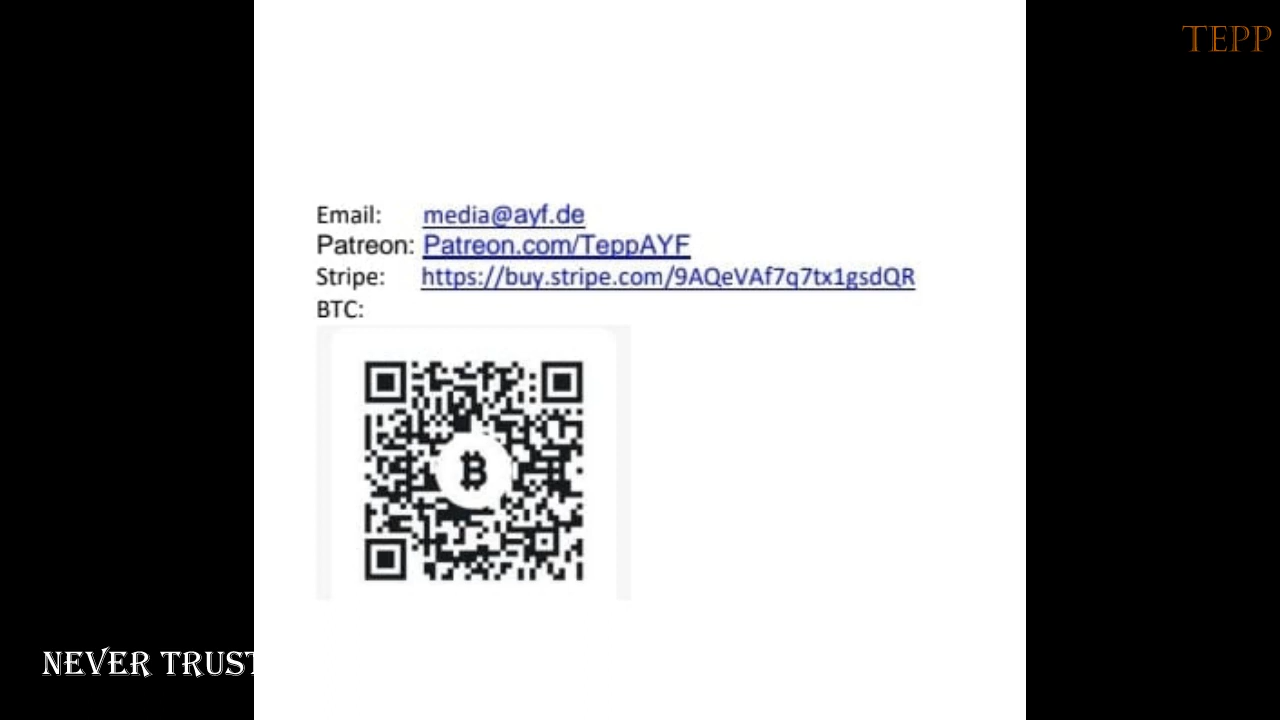 TEPP
Email: media@ayf.de
Patreon: Patreon.com/TeppAYF
Stripe: https://buy.stripe.com/9AQeVAf7q7tx1gsdQR
BTC:
NEVER TRUST